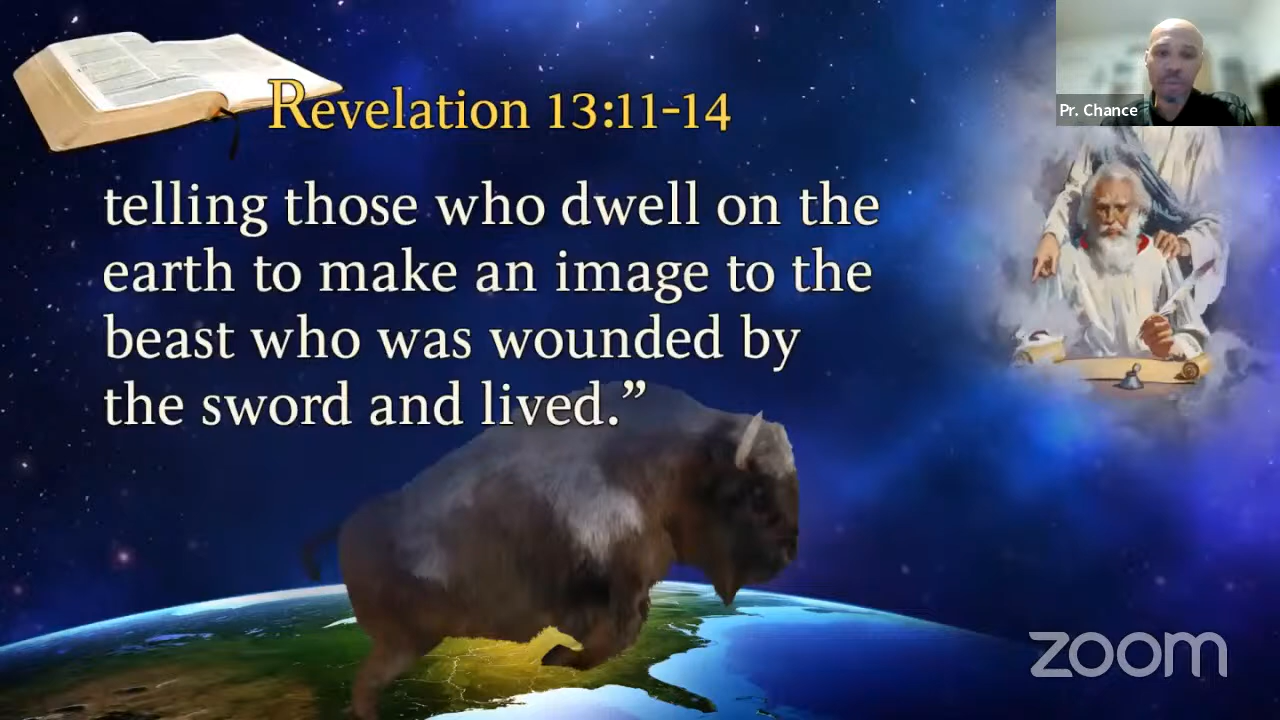 Revelation 13:11-14
Pr. Chance
telling those who dwell on the
earth to make an image to the
beast who was wounded by
the sword and lived.”
zoom